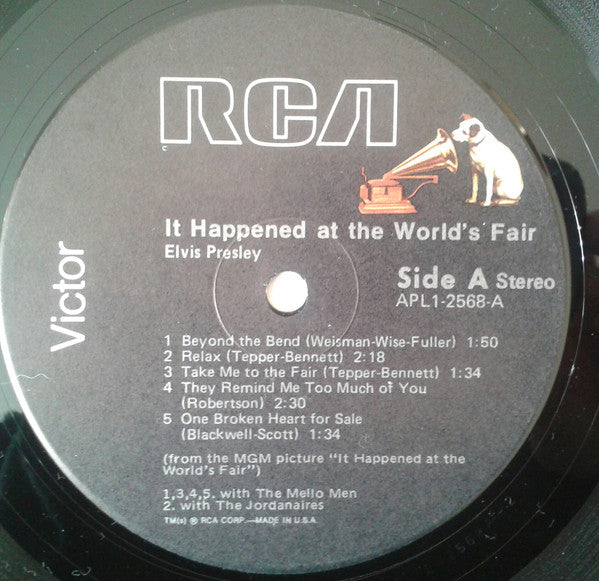 RCA
It Happened at the World's Fair
Elvis Presley
Side A Stereo
APL1-2568-A
Victor
1 Beyond the Bend (Weisman-Wise-Fuller) 1:50
2 Relax (Tepper-Bennett) 2:18
3 Take Me to the Fair (Tepper-Bennett) 1:34
4 They Remind Me Too Much of You
(Robertson) 2:30
5 One Broken Heart for Sale
(Blackwell-Scott) 1:34
(from the MGM picture "It Happened at the
World's Fair")
1,3,4,5. with The Mello Men
2. with The Jordanaires
TM(s) ® RCA CORP.—MADE IN U.S.A.